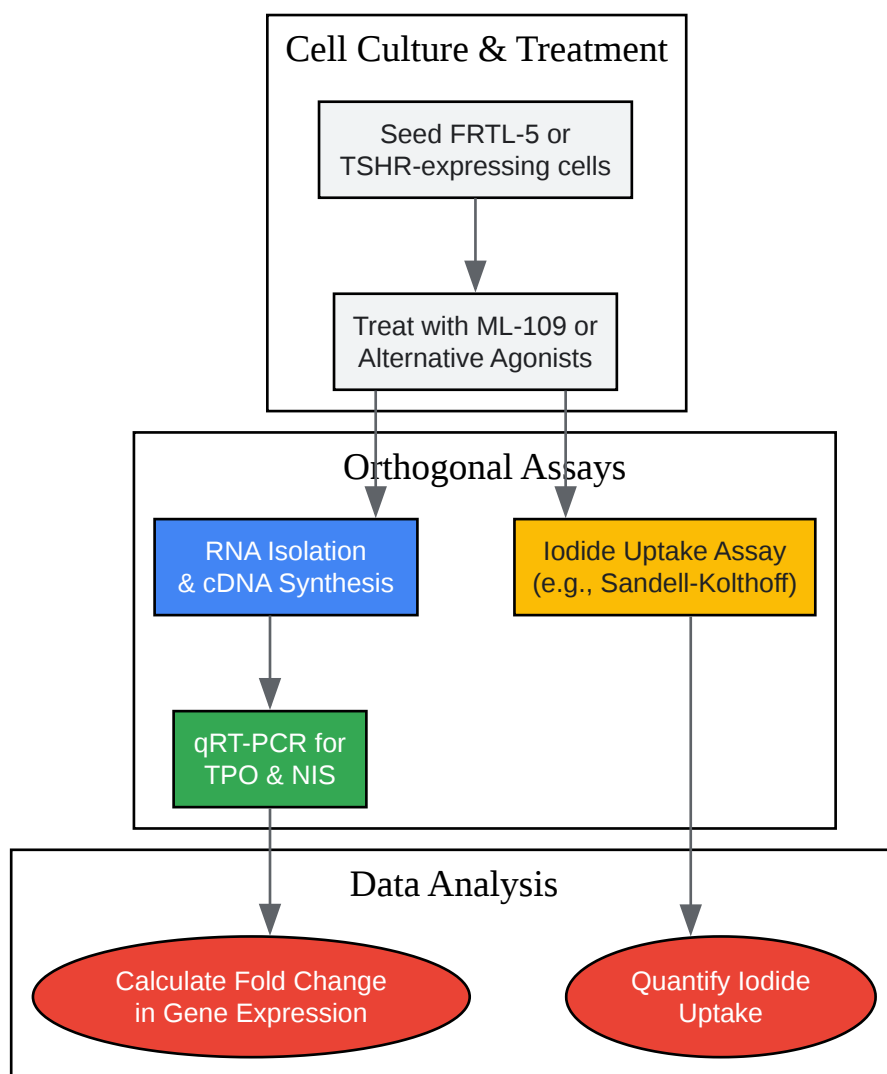 Cell Culture & Treatment
Seed FRTL-5 or
TSHR-expressing cells
Treat with ML-109 or
Alternative Agonists
Orthogonal Assays
RNA Isolation
& cDNA Synthesis
Iodide Uptake Assay
(e.g., Sandell-Kolthoff)
qRT-PCR for
TPO & NIS
Data Analysis
Calculate Fold Change
in Gene Expression
Quantify Iodide
Uptake